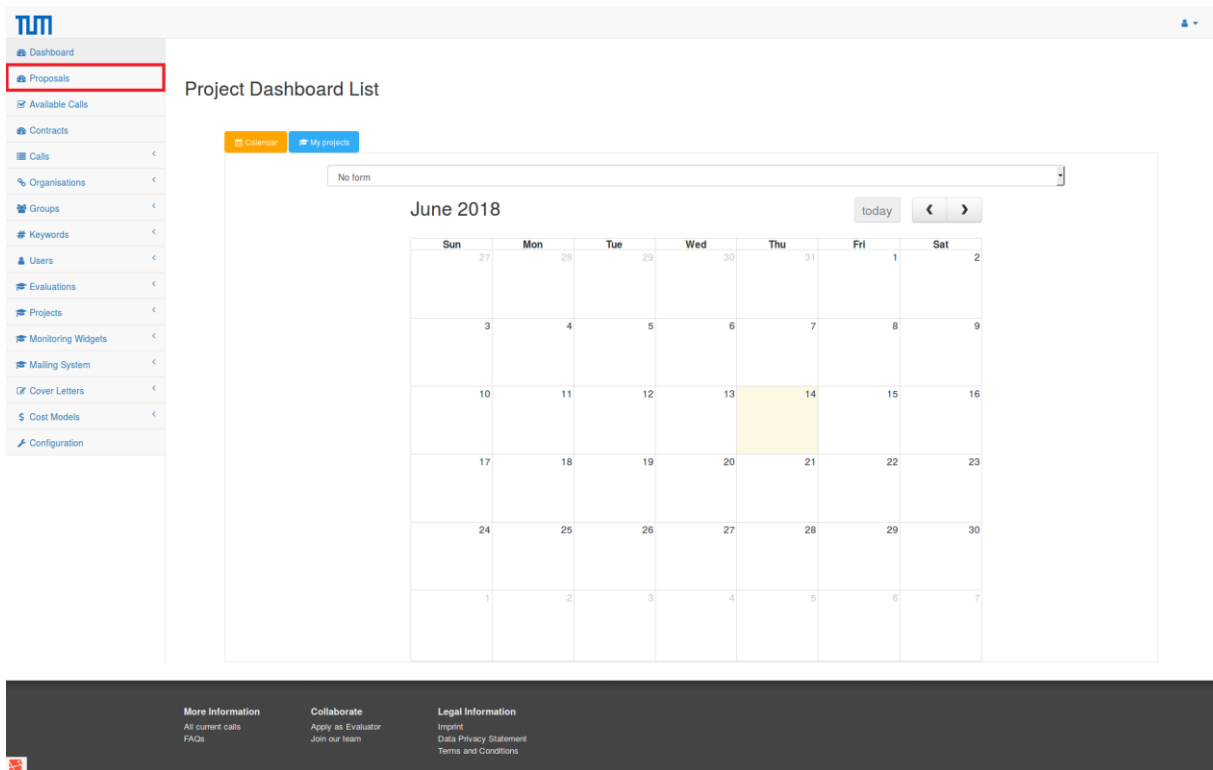 TUM
Dashboard
Proposals
Available Calls
Contracts
Calls
Organisations
Groups
Keywords
Users
Evaluations
Projects
Monitoring Widgets
Mailing System
Cover Letters
$ Cost Models
Configuration
Project Dashboard List
Calendar My projects
No form
June 2018 today
Sun Mon Tue Wed Thu Fri Sat
27 28 29 30 31 1 2
3 4 5 6 7 8 9
10 11 12 13 14 15 16
17 18 19 20 21 22 23
24 25 26 27 28 29 30
1 2 3 4 5 6 7
More Information Collaborate Legal Information
All current calls Apply as Evaluator Imprint
FAQs Join our team Data Privacy Statement
Terms and Conditions